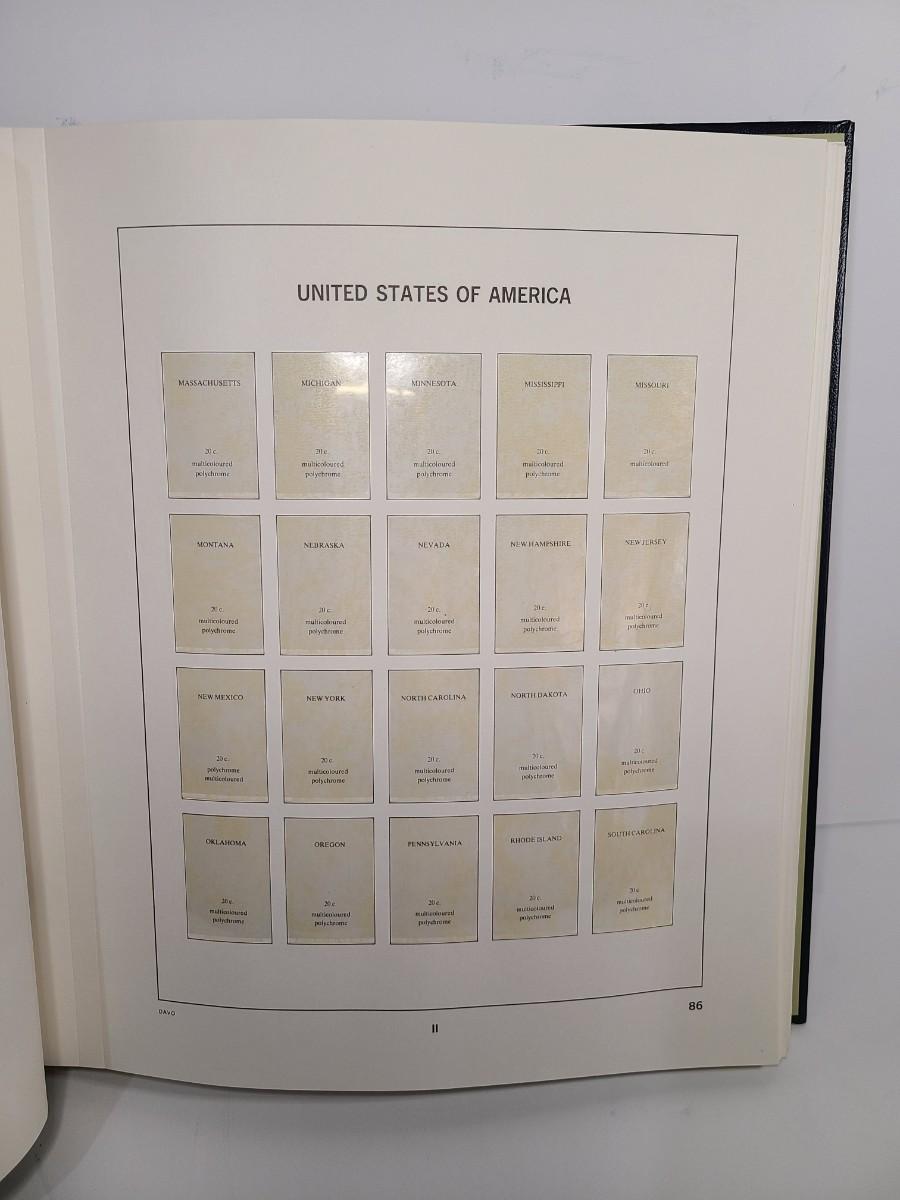 UNITED STATES OF AMERICA
MASSACHUSETTS
20 c.
multicoloured
polychrome
MICHIGAN
20 c.
multicoloured
polychrome
MINNESOTA
20 c.
multicoloured
polychrome
MISSISSIPPI
20 c.
multicoloured
polychrome
MISSOURI
20 c.
multicoloured
MONTANA
20 c.
multicoloured
polychrome
NEBRASKA
20 c.
multicoloured
polychrome
NEVADA
20 c.
multicoloured
polychrome
NEW HAMPSHIRE
20 c.
multicoloured
polychrome
NEW JERSEY
20 c.
multicoloured
polychrome
NEW MEXICO
20 c.
polychrome
multicoloured
NEW YORK
20 c.
multicoloured
polychrome
NORTH CAROLINA
20 c.
multicoloured
polychrome
NORTH DAKOTA
20 c.
multicoloured
polychrome
OHIO
20 c.
multicoloured
polychrome
OKLAHOMA
20 c.
multicoloured
polychrome
OREGON
20 c.
multicoloured
polychrome
PENNSYLVANIA
20 c.
multicoloured
polychrome
RHODE ISLAND
20 c.
multicoloured
polychrome
SOUTH CAROLINA
20 c.
multicoloured
polychrome
DAVO
II
86